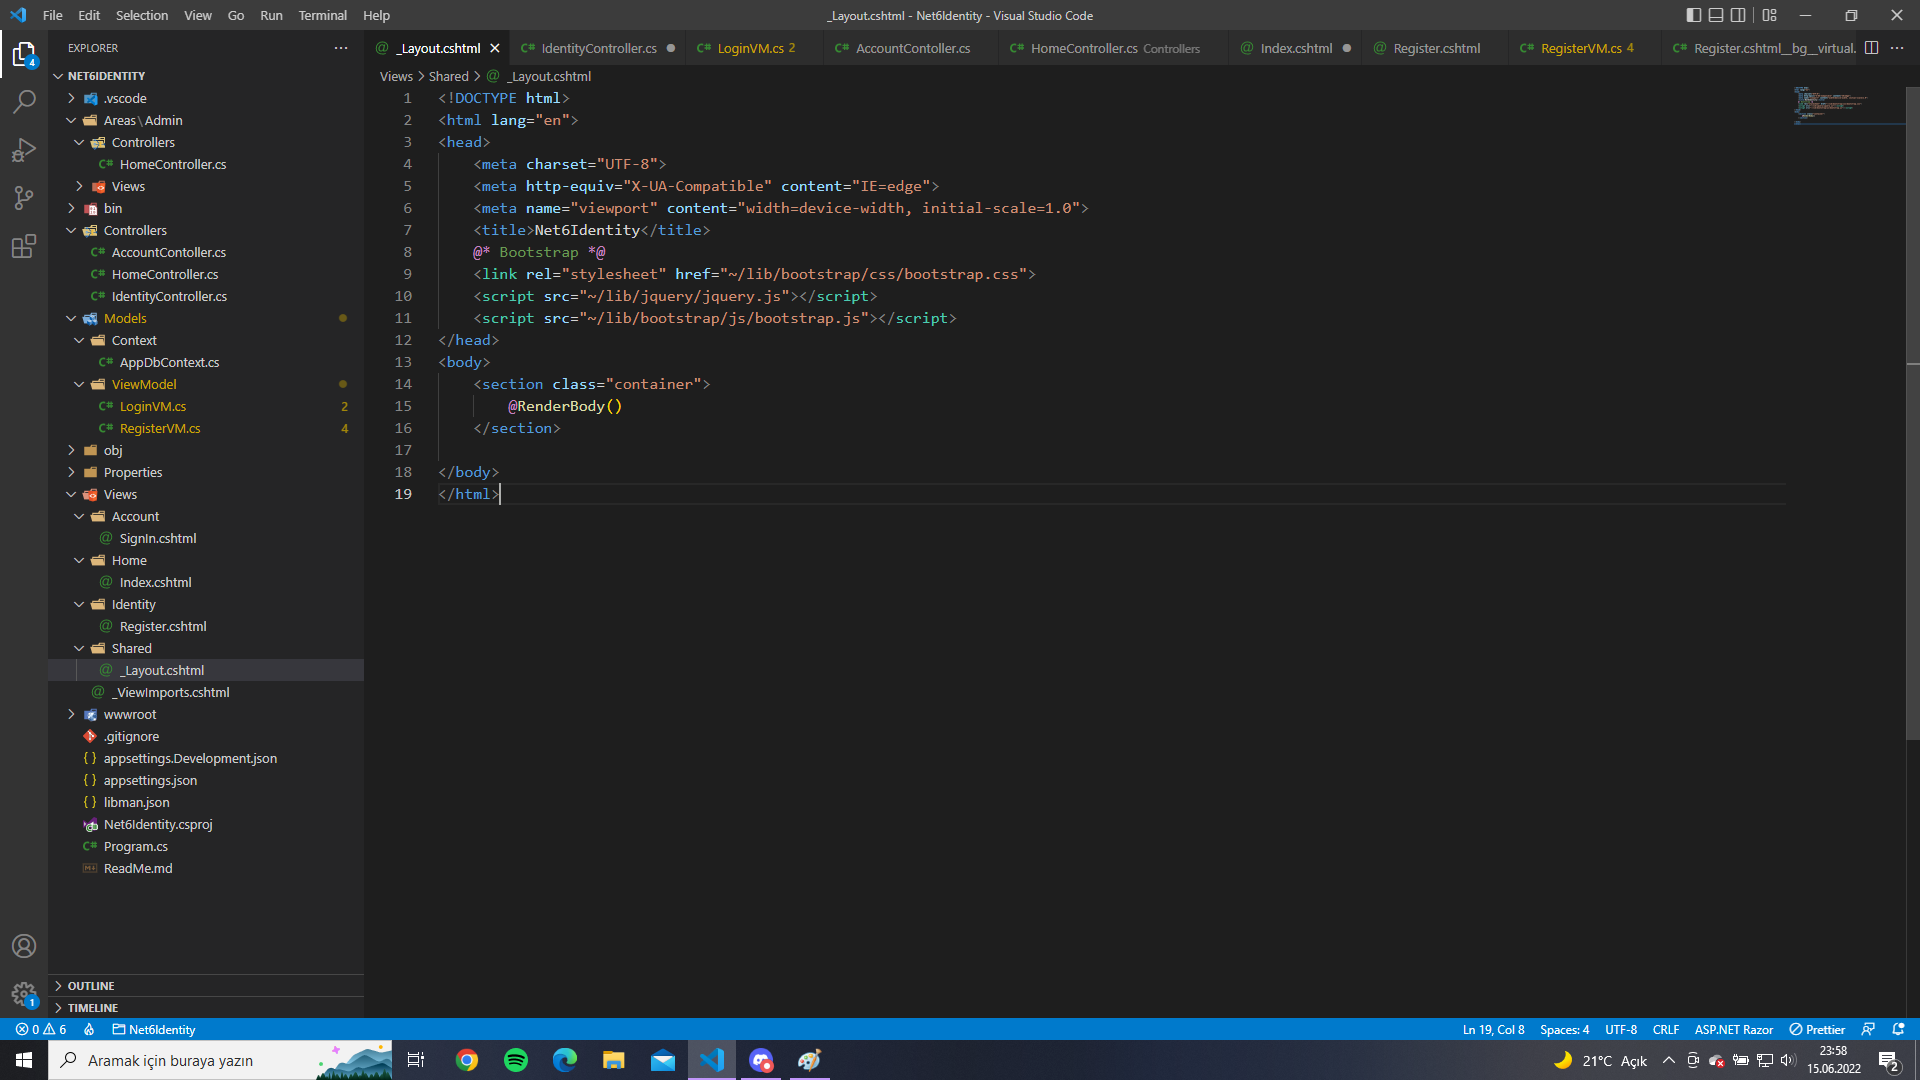 File Edit Selection View Go Run Terminal Help
_Layout.cshtml - Net6Identity - Visual Studio Code
EXPLORER
4
NET6IDENTITY
.vscode
Areas\Admin
Controllers
HomeController.cs
Views
bin
Controllers
AccountContoller.cs
HomeController.cs
IdentityController.cs
Models
Context
AppDbContext.cs
ViewModel
LoginVM.cs 2
RegisterVM.cs 4
obj
Properties
Views
Account
SignIn.cshtml
Home
Index.cshtml
Identity
Register.cshtml
Shared
_Layout.cshtml
_ViewImports.cshtml
wwwroot
.gitignore
appsettings.Development.json
appsettings.json
libman.json
Net6Identity.csproj
Program.cs
ReadMe.md
OUTLINE
TIMELINE
1
_Layout.cshtml IdentityController.cs LoginVM.cs 2 AccountContoller.cs HomeController.cs Controllers Index.cshtml Register.cshtml RegisterVM.cs 4 Register.cshtml__bg__virtual.
Views > Shared > _Layout.cshtml
1 <!DOCTYPE html>
2 <html lang="en">
3 <head>
4 <meta charset="UTF-8">
5 <meta http-equiv="X-UA-Compatible" content="IE=edge">
6 <meta name="viewport" content="width=device-width, initial-scale=1.0">
7 <title>Net6Identity</title>
8 @* Bootstrap *@
9 <link rel="stylesheet" href="~/lib/bootstrap/css/bootstrap.css">
10 <script src="~/lib/jquery/jquery.js"></script>
11 <script src="~/lib/bootstrap/js/bootstrap.js"></script>
12 </head>
13 <body>
14 <section class="container">
15 @RenderBody()
16 </section>
17
18 </body>
19 </html>
0 6 Net6Identity
Ln 19, Col 8 Spaces: 4 UTF-8 CRLF ASP.NET Razor Prettier
Aramak için buraya yazın
21°C Açık
23:58
15.06.2022
2